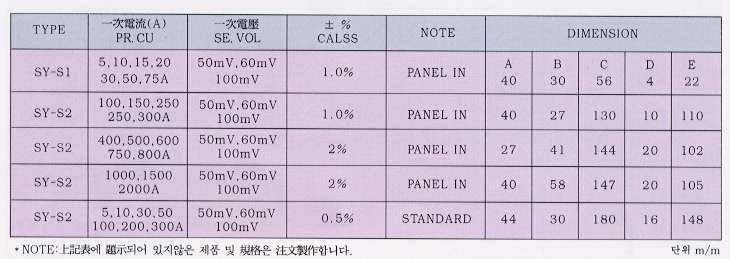 TYPE 一次電流(A) PR.CU 一次電壓 SE.VOL ± % CALSS NOTE DIMENSION
A B C D E
SY-S1 5,10,15,20 30,50,75A 50mV,60mV 100mV 1.0% PANEL IN 40 30 56 4 22
SY-S2 100,150,250 250,300A 50mV,60mV 100mV 1.0% PANEL IN 40 27 130 10 110
SY-S2 400,500,600 750,800A 50mV,60mV 100mV 2% PANEL IN 27 41 144 20 102
SY-S2 1000,1500 2000A 50mV,60mV 100mV 2% PANEL IN 40 58 147 20 105
SY-S2 5,10,30,50 100,200,300A 50mV,60mV 100mV 0.5% STANDARD 44 30 180 16 148
* NOTE:上記表에 題示되어 있지않은 제품 및 規格은 注文製作합니다. 단위 m/m